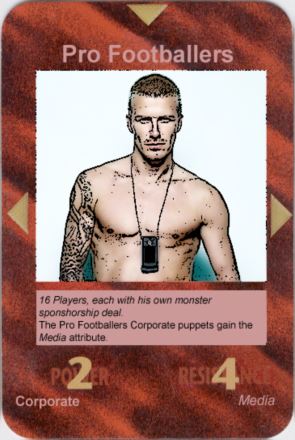 Pro Footballers
16 Players, each with his own monster
sponshorship deal.
The Pro Footballers Corporate puppets gain the
Media attribute.
POWER 2 RESISTANCE 4
Corporate Media